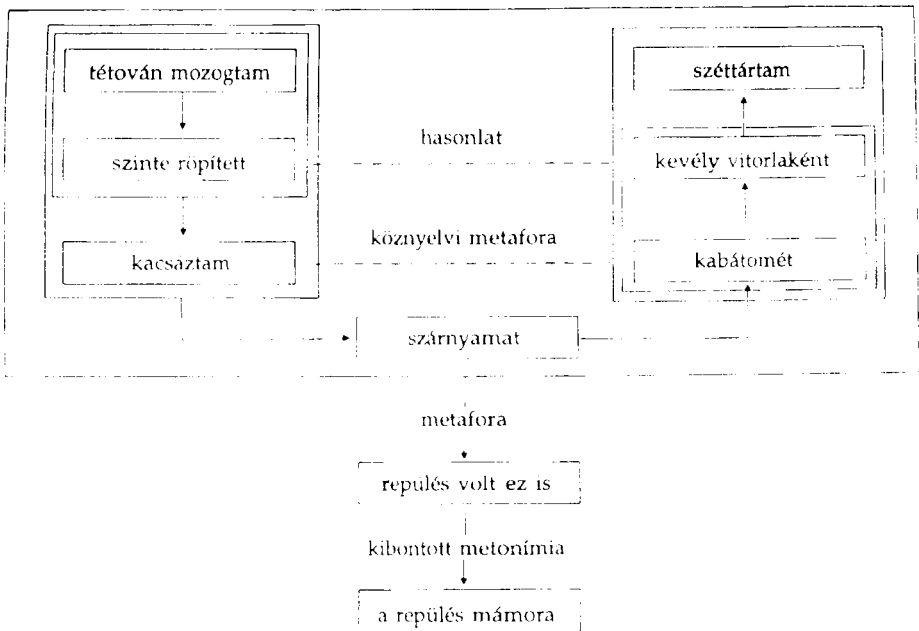 tétován mozogtam
széttártam
hasonlat
szinte röpített
kevély vitorlaként
köznyelvi metafora
kacsáztam
kabátomét
szárnyamat
metafora
repülés volt ez is
kibontott metonímia
a repülés mámora